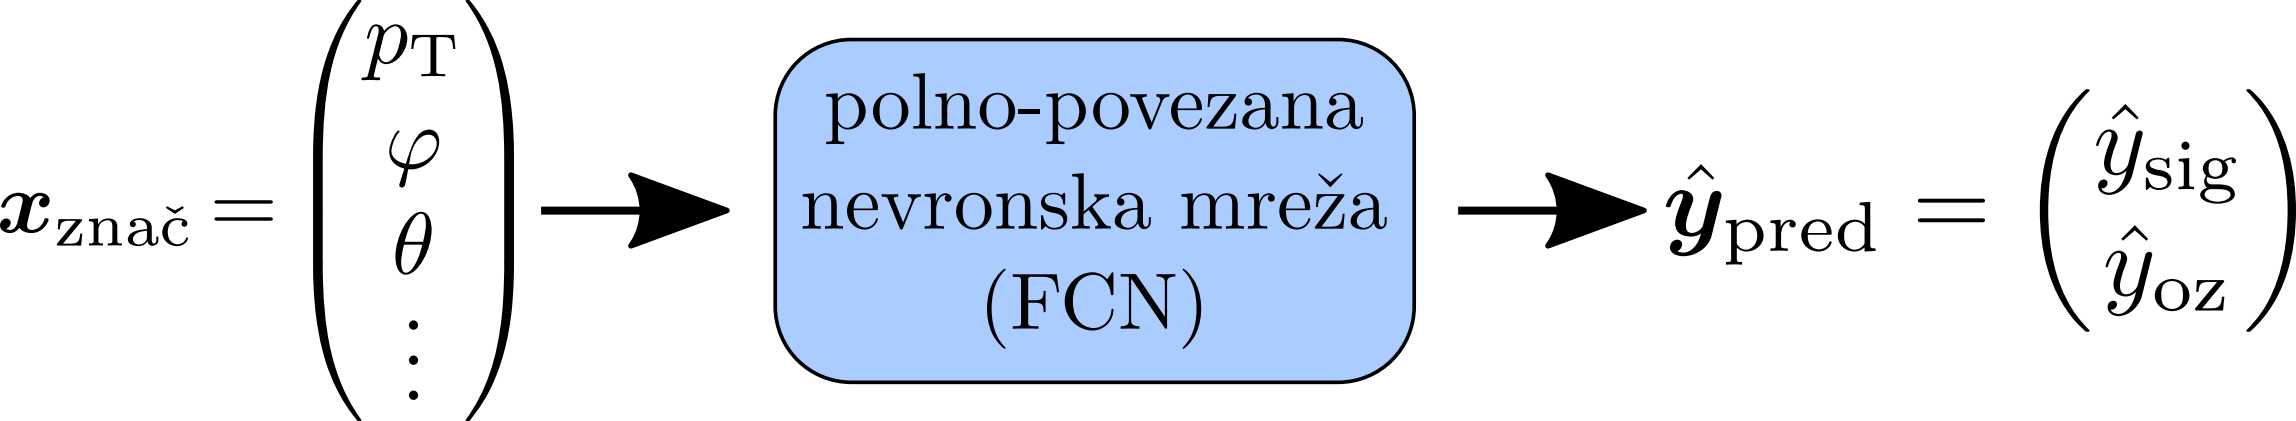 x_znač = (p_T φ θ ⋮)
polno-povezana
nevronska mreža
(FCN)
ŷ_pred = (ŷ_sig ŷ_oz)